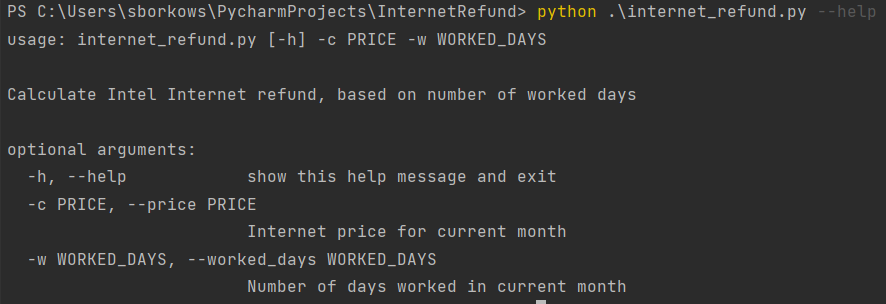 PS C:\Users\sborkows\PycharmProjects\InternetRefund> python .\internet_refund.py --help
usage: internet_refund.py [-h] -c PRICE -w WORKED_DAYS
Calculate Intel Internet refund, based on number of worked days
optional arguments:
-h, --help show this help message and exit
-c PRICE, --price PRICE
Internet price for current month
-w WORKED_DAYS, --worked_days WORKED_DAYS
Number of days worked in current month